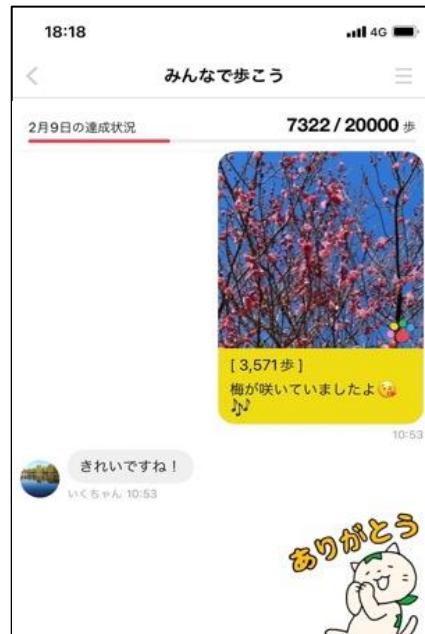 18:18
4G
みんなで歩こう
2月9日の達成状況 7322 / 20000 歩
[ 3,571歩 ]
梅が咲いていましたよ😘
🎶
10:53
きれいですね！
いくちゃん 10:53
ありがとう